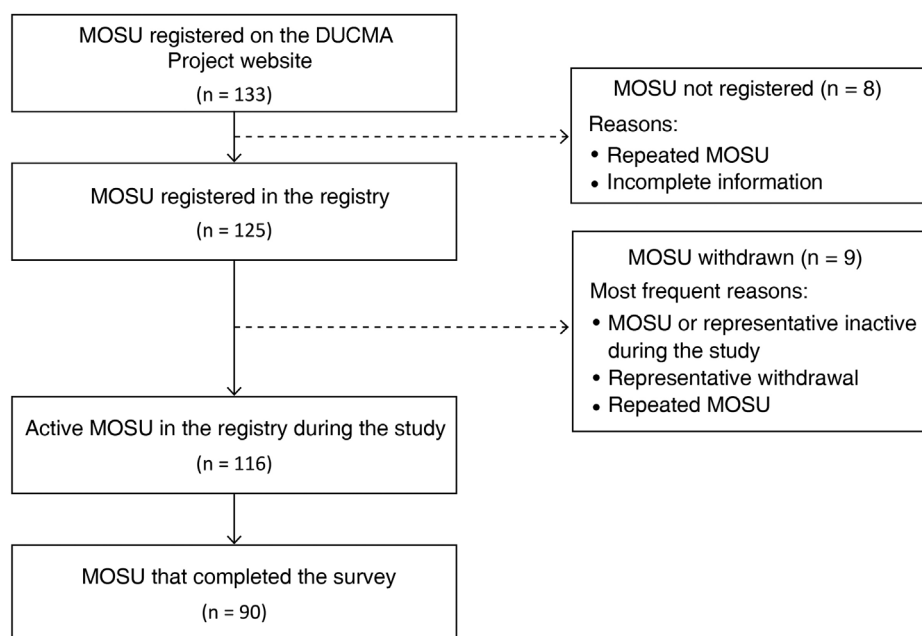 MOSU registered on the DUCMA
Project website
(n = 133)
MOSU not registered (n = 8)
Reasons:
• Repeated MOSU
• Incomplete information
MOSU registered in the registry
(n = 125)
MOSU withdrawn (n = 9)
Most frequent reasons:
• MOSU or representative inactive
during the study
• Representative withdrawal
• Repeated MOSU
Active MOSU in the registry during the study
(n = 116)
MOSU that completed the survey
(n = 90)